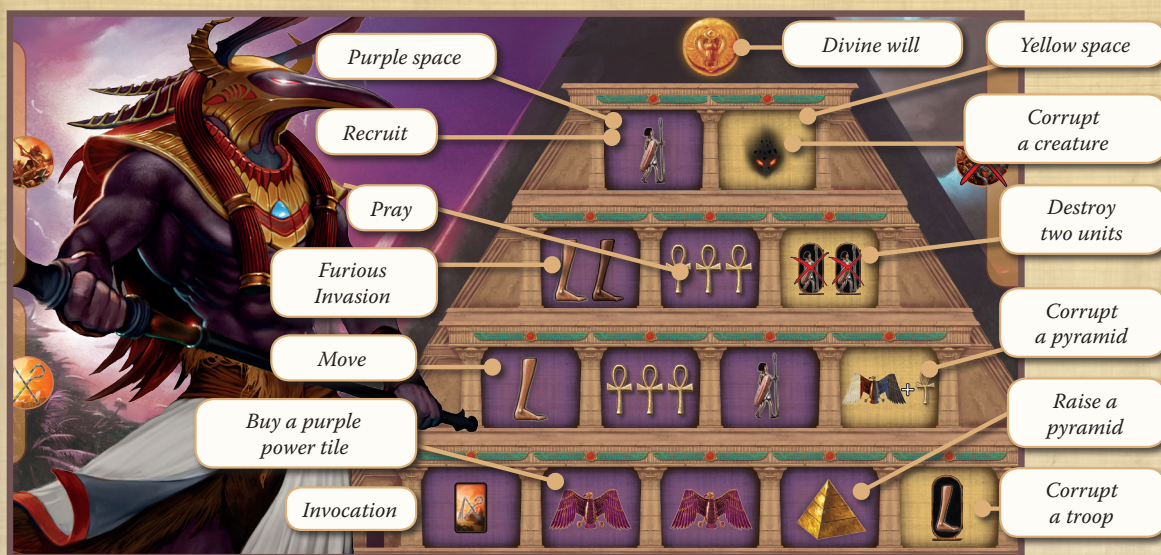 Purple space
Divine will
Yellow space
Recruit
Corrupt
a creature
Pray
Destroy
two units
Furious
Invasion
Corrupt
a pyramid
Move
Raise a
pyramid
Buy a purple
power tile
Invocation
Corrupt
a troop